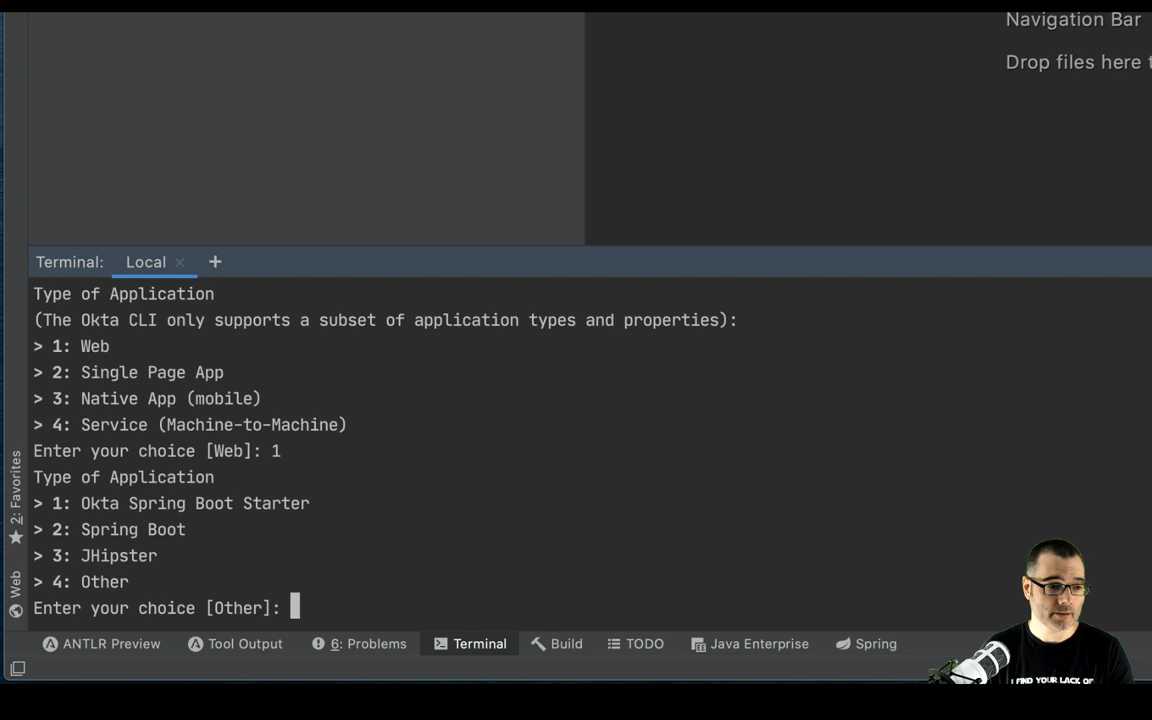 Navigation Bar
Drop files here
Terminal: Local × +
Type of Application
(The Okta CLI only supports a subset of application types and properties):
> 1: Web
> 2: Single Page App
> 3: Native App (mobile)
> 4: Service (Machine-to-Machine)
Enter your choice [Web]: 1
Type of Application
> 1: Okta Spring Boot Starter
> 2: Spring Boot
> 3: JHipster
> 4: Other
Enter your choice [Other]:
2: Favorites
Web
ANTLR Preview Tool Output 6: Problems Terminal Build TODO Java Enterprise Spring
I FIND YOUR LACK OF